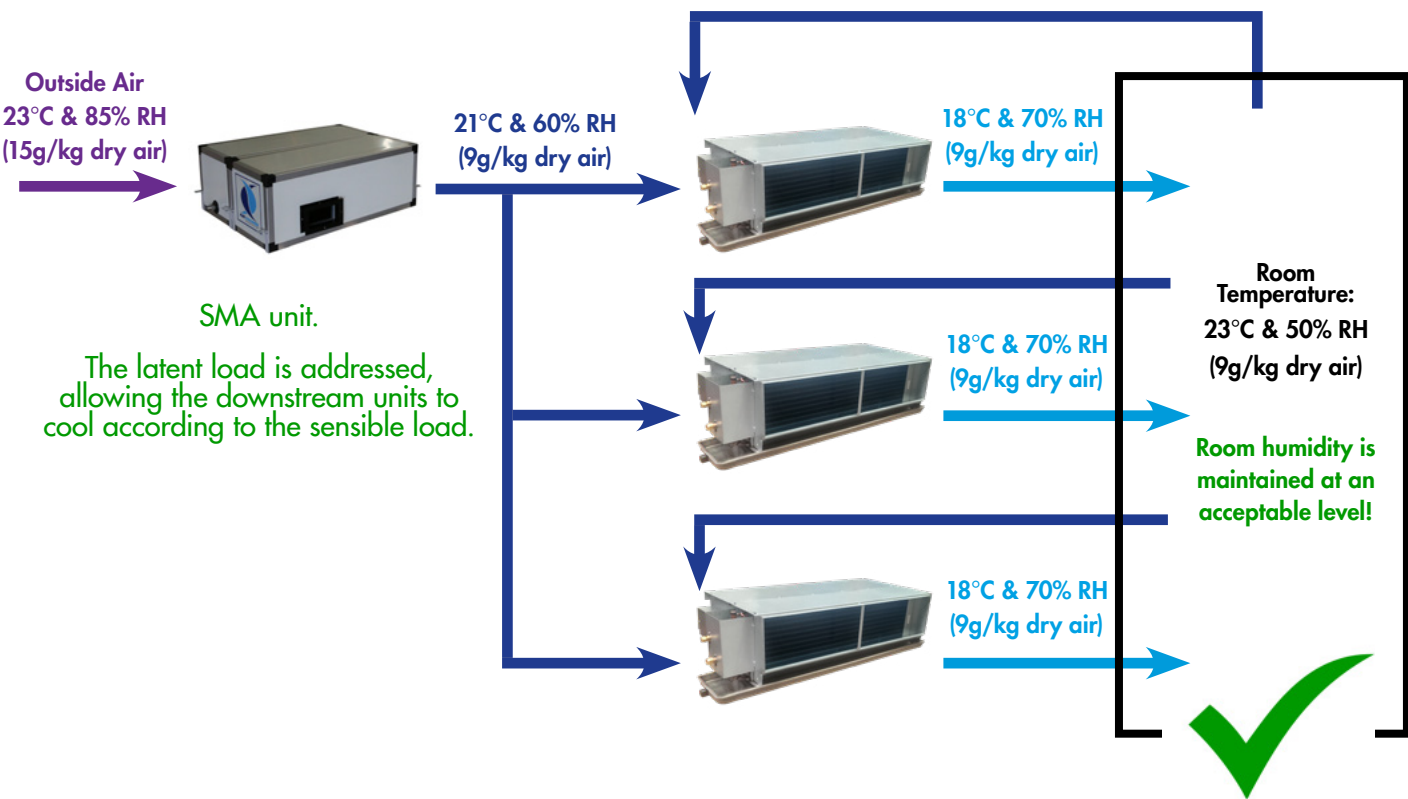 Outside Air
23°C & 85% RH
(15g/kg dry air)
21°C & 60% RH
(9g/kg dry air)
18°C & 70% RH
(9g/kg dry air)
SMA unit.
The latent load is addressed,
allowing the downstream units to
cool according to the sensible load.
18°C & 70% RH
(9g/kg dry air)
18°C & 70% RH
(9g/kg dry air)
Room
Temperature:
23°C & 50% RH
(9g/kg dry air)
Room humidity is
maintained at an
acceptable level!